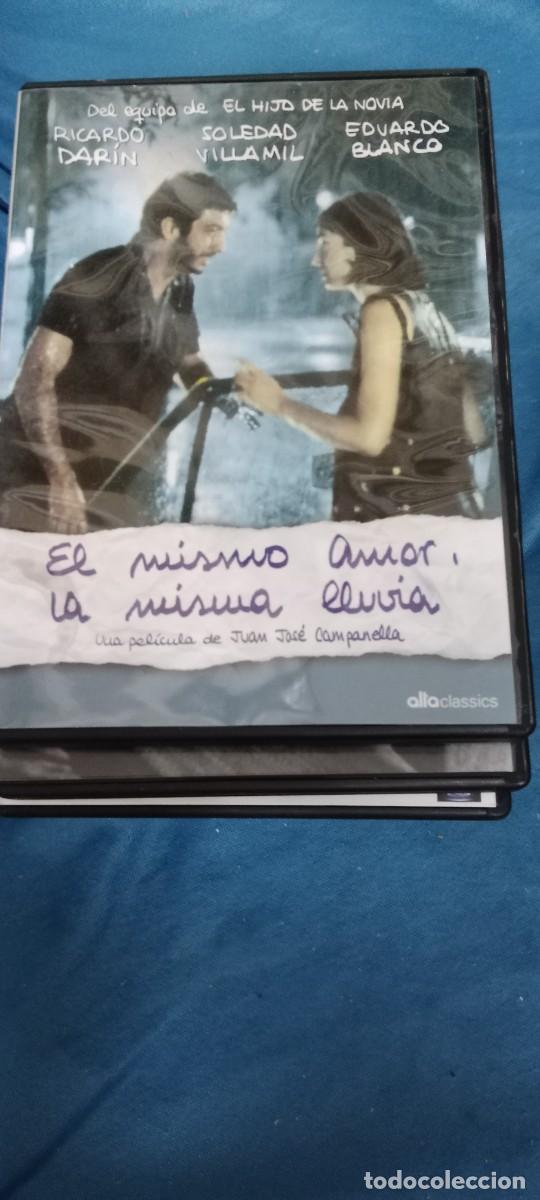 Del equipo de EL HIJO DE LA NOVIA
RICARDO DARÍN
SOLEDAD VILLAMIL
EDUARDO BLANCO
El mismo amor,
la misma lluvia
Una película de Juan José Campanella
altaclassics
todocoleccion